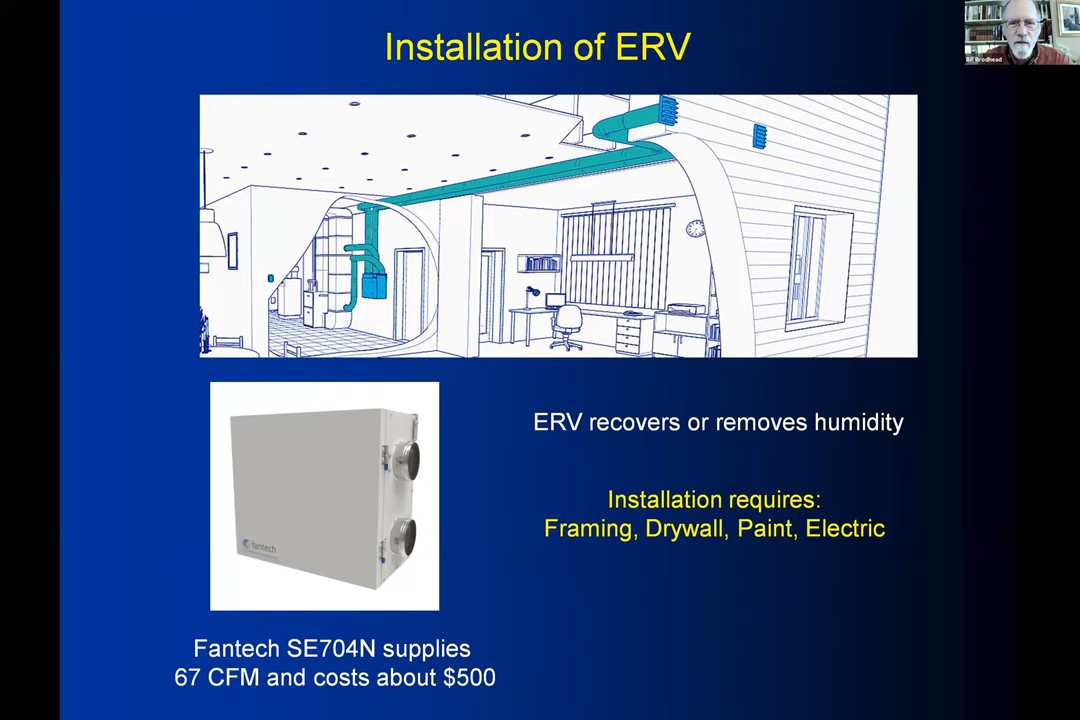 Installation of ERV
Bill Brodhead
ERV recovers or removes humidity
Installation requires:
Framing, Drywall, Paint, Electric
fantech
Fantech SE704N supplies
67 CFM and costs about $500